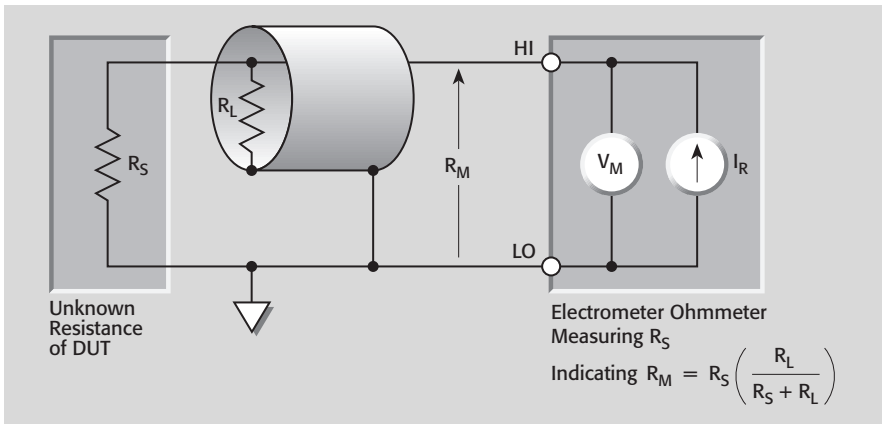 HI
R_L
R_S
R_M
V_M
I_R
LO
Unknown
Resistance
of DUT
Electrometer Ohmmeter
Measuring R_S
Indicating R_M = R_S ( R_L / R_S + R_L )